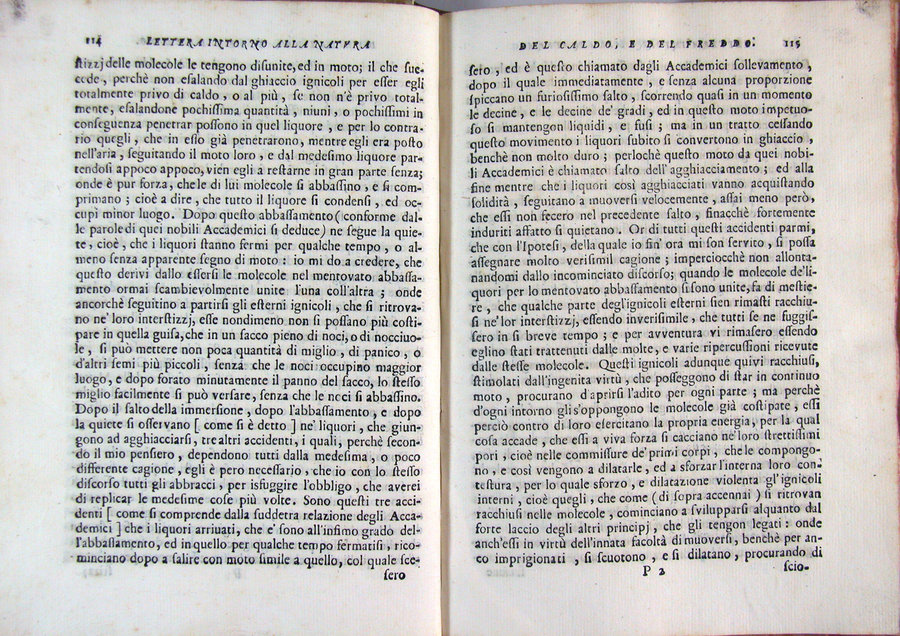 114 LETTERA INTORNO ALLA NATVRA
ſtizzj delle molecole le tengono diſunite, ed in moto; il che ſuc-
cede, perchè non eſalando dal ghiaccio ignicoli per eſſer egli
totalmente privo di caldo, o al più, ſe non n'è privo total-
mente, eſalandone pochiſſima quantità, niuni, o pochiſſimi in
conſeguenza penetrar poſſono in quel liquore, e per lo contra-
rio quegli, che in eſſo già penetrarono, mentre egli era poſto
nell'aria, ſeguitando il moto loro, e dal medeſimo liquore par-
tendoſi appoco appoco, vien egli a reſtarne in gran parte ſenza;
onde è pur forza, che le di lui molecole ſi abbaſſino, e ſi com-
primano; cioè a dire, che tutto il liquore ſi condenſi, ed oc-
cupi minor luogo. Dopo queſto abbaſſamento (conforme dal-
le parole di quei nobili Accademici ſi deduce) ne ſegue la quie-
te, cioè, che i liquori ſtanno fermi per qualche tempo, o al-
meno ſenza apparente ſegno di moto: io mi do a credere, che
queſto derivi dallo eſſerſi le molecole nel mentovato abbaſſa-
mento ormai ſcambievolmente unite l'una coll'altra; onde
ancorchè ſeguitino a partirſi gli eſterni ignicoli, che ſi ritrova-
no ne' loro interſtizzj, eſſe nondimeno non ſi poſſano più coſti-
pare in quella guiſa, che in un ſacco pieno di noci, o di nocciuo-
le, ſi può mettere non poca quantità di miglio, di panico, o
d'altri ſemi più piccoli, ſenza che le noci occupino maggior
luogo, e dopo forato minutamente il panno del ſacco, lo ſteſſo
miglio facilmente ſi può verſare, ſenza che le noci ſi abbaſſino.
Dopo il ſalto della immerſione, dopo l'abbaſſamento, e dopo
la quiete ſi oſſervano [ come ſi è detto ] ne' liquori, che giun-
gono ad agghiacciarſi, tre altri accidenti, i quali, perchè ſecon-
do il mio penſero, dependono tutti dalla medeſima, o poco
differente cagione, egli è pero neceſſario, che io con lo ſteſſo
diſcorſo tutti gli abbracci, per isfuggire l'obbligo, che averei
di replicar le medeſime coſe più volte. Sono queſti tre acci-
denti [ come ſi comprende dalla ſuddetra relazione degli Acca-
demici ] che i liquori arriuati, che e' ſono all'infimo grado del-
l'abbaſſamento, ed in quello per qualche tempo fermatiſi, rico-
minciano dopo a ſalire con moto ſimile a quello, col quale ſce-
ſero
DEL CALDO, E DEL FREDDO. 115
ſero, ed è queſto chiamato dagli Accademici ſollevamento,
dopo il quale immediatamente, e ſenza alcuna proporzione
ſpiccano un furioſiſſimo ſalto, ſcorrendo quaſi in un momento
le decine, e le decine de' gradi, ed in queſto moto impetuo-
ſo ſi mantengon liquidi, e fuſi; ma in un tratto ceſſando
queſto movimento i liquori ſubito ſi convertono in ghiaccio,
benchè non molto duro; perlochè queſto moto da quei nobi-
li Accademici è chiamato ſalto dell'agghiacciamento; ed alla
fine mentre che i liquori così agghiacciati vanno acquiſtando
ſolidità, ſeguitano a muoverſi velocemente, aſſai meno però,
che eſſi non fecero nel precedente ſalto, finacchè fortemente
induriti affatto ſi quietano. Or di tutti queſti accidenti parmi,
che con l'Ipoteſi, della quale io fin' ora mi ſon ſervito, ſi poſſa
aſſegnare molto veriſimil cagione; imperciocchè non allonta-
nandomi dallo incominciato diſcorſo; quando le molecole de' li-
quori per lo mentovato abbaſſamento ſi ſono unite, fa di meſtie-
re, che qualche parte degl'ignicoli eſterni ſien rimaſti racchiu-
ſi ne' lor interſtizzj, eſſendo inveriſimile, che tutti ſe ne fuggiſ-
ſero in ſi breve tempo; e per avventura vi rimaſero eſſendo
eglino ſtati trattenuti dalle molte, e varie ripercuſſioni ricevute
dalle ſteſſe molecole. Queſti ignicoli adunque quivi racchiuſi,
ſtimolati dall'ingenita virtù, che poſſeggono di ſtar in continuo
moto, procurano d'aprirſi l'adito per ogni parte; ma perchè
d'ogni intorno gli s'oppongono le molecole già coſtipate, eſſi
perciò contro di loro eſercitano la propria energia, per la qual
coſa accade, che eſſi a viva forza ſi cacciano ne' loro ſtrettiſſimi
pori, cioè nelle commiſſure de' primi corpi, che le compongo-
no, e così vengono a dilatarle, ed a sforzar l'interna loro con-
teſtura, per lo quale sforzo, e dilatazione violenta gl'ignicoli
interni, cioè quegli, che come (di ſopra accennai) ſi ritrovan
racchiuſi nelle molecole, cominciano a ſvilupparſi alquanto dal
forte laccio degli altri principj, che gli tengon legati: onde
anch'eſſi in virtù dell'innata facoltà di muoverſi, benchè per an-
co imprigionati, ſi ſcuotono, e ſi dilatano, procurando di
P 2 ſcio-